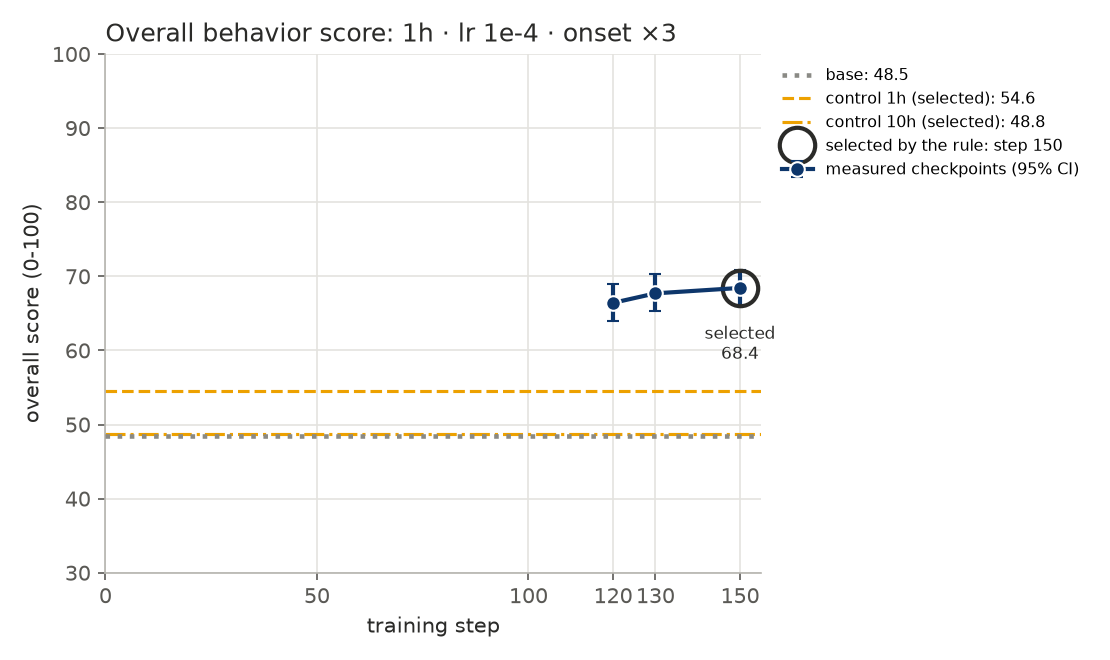 Overall behavior score: 1h · lr 1e-4 · onset ×3
overall score (0-100)
100
90
80
70
60
50
40
30
0
50
100
120
130
150
training step
selected
68.4
base: 48.5
control 1h (selected): 54.6
control 10h (selected): 48.8
selected by the rule: step 150
measured checkpoints (95% CI)